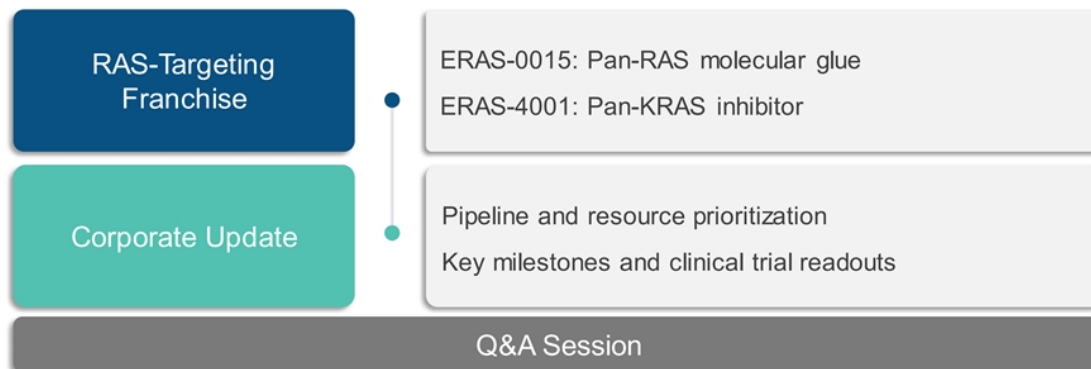 RAS-Targeting
Franchise
ERAS-0015: Pan-RAS molecular glue
ERAS-4001: Pan-KRAS inhibitor
Corporate Update
Pipeline and resource prioritization
Key milestones and clinical trial readouts
Q&A Session